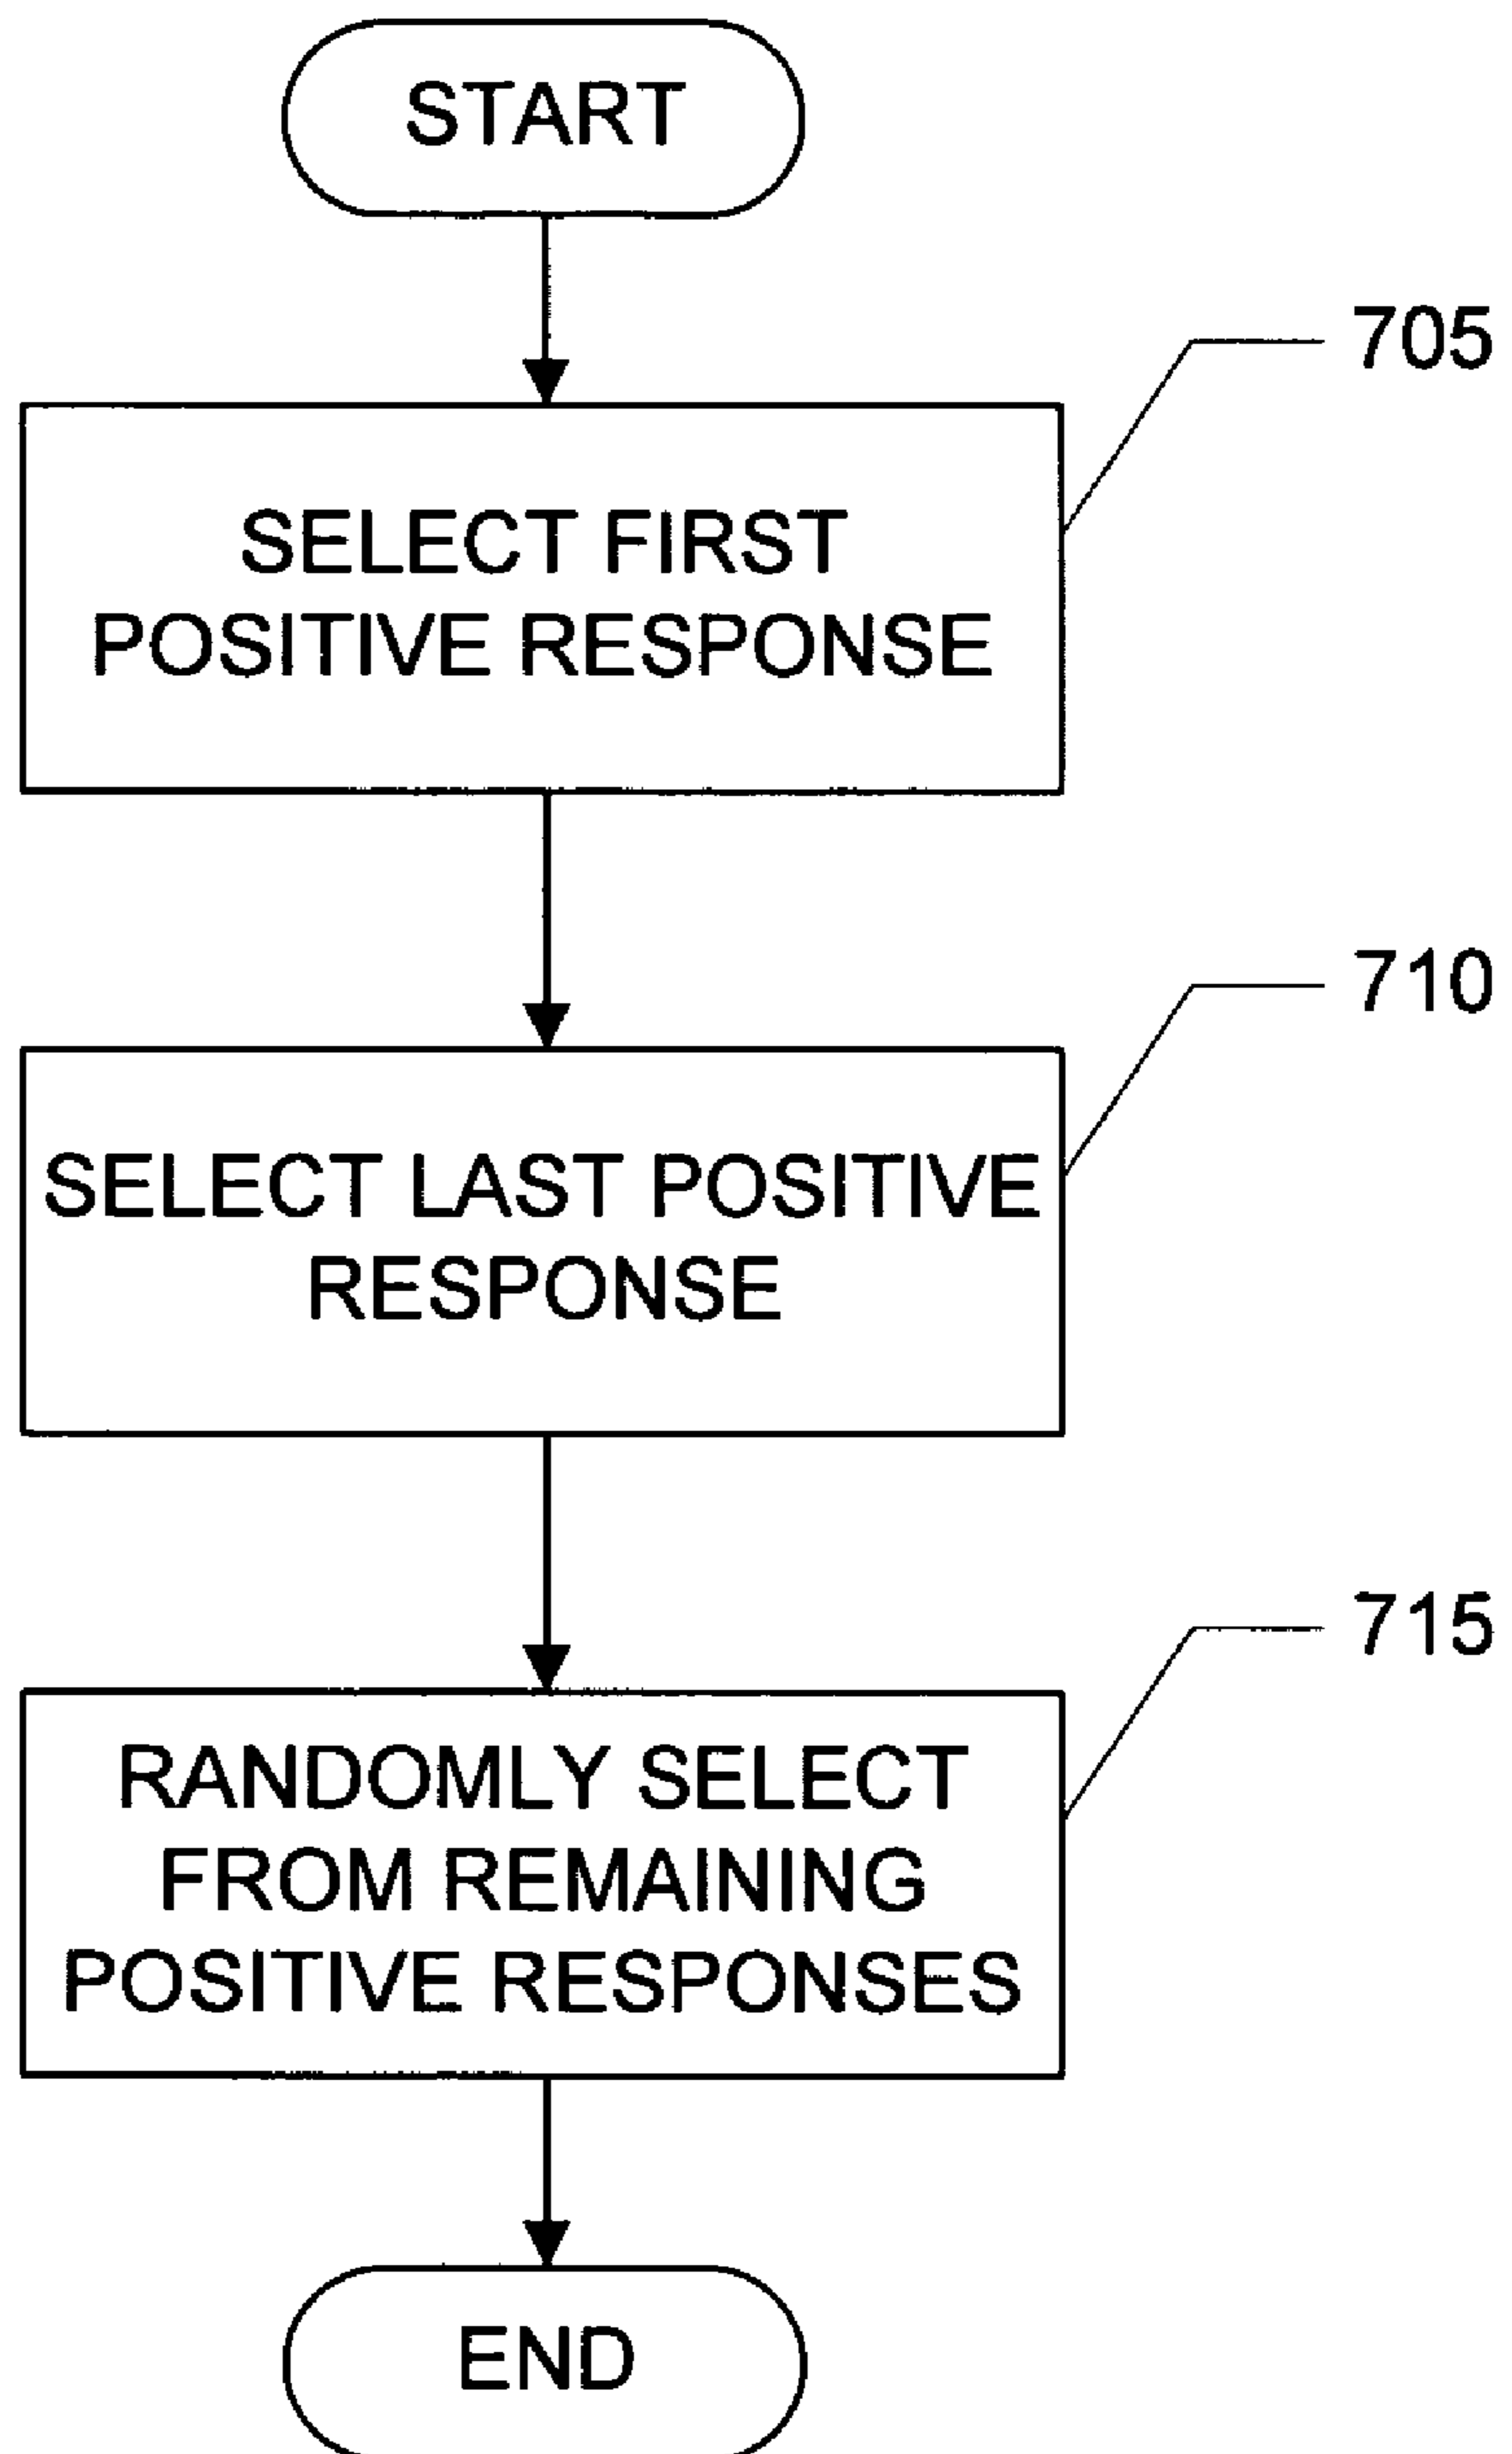 START
705
SELECT FIRST
POSITIVE RESPONSE
710
SELECT LAST POSITIVE
RESPONSE
715
RANDOMLY SELECT
FROM REMAINING
POSITIVE RESPONSES
END